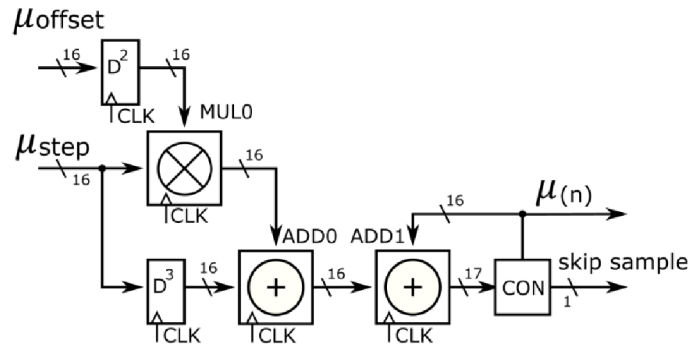 μoffset
16
D²
16
CLK
MUL0
μstep
16
16
CLK
ADD0
ADD1
16
μ(n)
D³
16
+
16
+
17
CON
skip sample
1
CLK
CLK
CLK